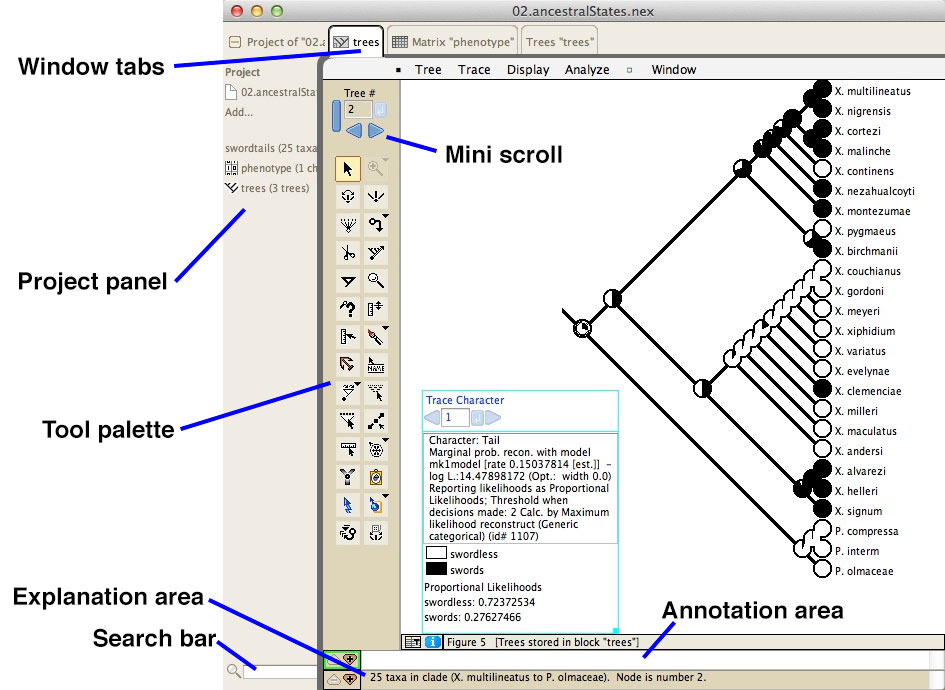 02.ancestralStates.nex
Project of "02.a
trees
Matrix "phenotype"
Trees "trees"
Window tabs
Tree Trace Display Analyze Window
Project
02.ancestralSta
Add...
swordtails (25 taxa
phenotype (1 ch
trees (3 trees)
Tree #
2
Mini scroll
Project panel
Tool palette
NAME
X. multilineatus
X. nigrensis
X. cortezi
X. malinche
X. continens
X. nezahualcoyti
X. montezumae
X. pygmaeus
X. birchmanii
X. couchianus
X. gordoni
X. meyeri
X. xiphidium
X. variatus
X. evelynae
X. clemenciae
X. milleri
X. maculatus
X. andersi
X. alvarezi
X. helleri
X. signum
P. compressa
P. interm
P. olmaceae
Trace Character
1
Character: Tail
Marginal prob. recon. with model
mk1model [rate 0.15037814 [est.]] -
log L.:14.47898172 (Opt.: width 0.0)
Reporting likelihoods as Proportional
Likelihoods; Threshold when
decisions made: 2 Calc. by Maximum
likelihood reconstruct (Generic
categorical) (id# 1107)
swordless
swords
Proportional Likelihoods
swordless: 0.72372534
swords: 0.27627466
Explanation area
Search bar
Annotation area
Figure 5 [Trees stored in block "trees"]
25 taxa in clade (X. multilineatus to P. olmaceae). Node is number 2.